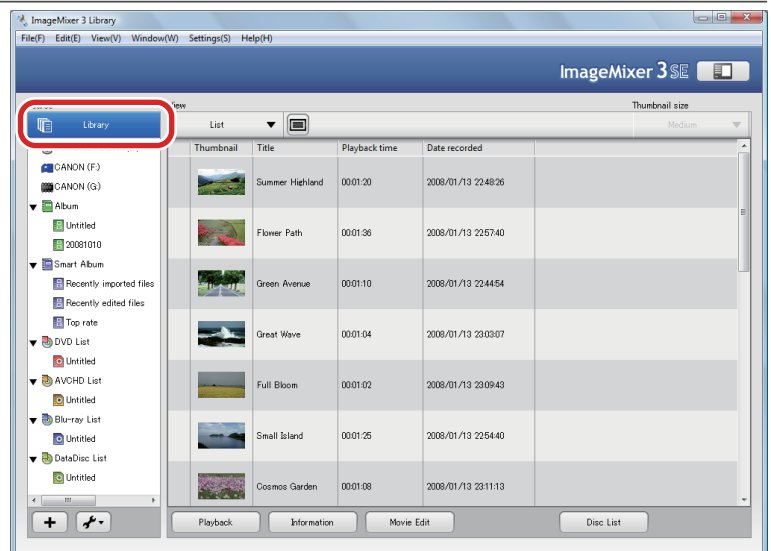 ImageMixer 3 Library
File(F) Edit(E) View(V) Window(W) Settings(S) Help(H)
ImageMixer 3 SE
View
Thumbnail size
Library
List
Medium
CANON (F:)
CANON (G:)
Album
Untitled
20081010
Smart Album
Recently imported files
Recently edited files
Top rate
DVD List
Untitled
AVCHD List
Untitled
Blu-ray List
Untitled
DataDisc List
Untitled
Thumbnail Title Playback time Date recorded
Summer Highland 00:01:20 2008/01/13 22:48:26
Flower Path 00:01:36 2008/01/13 22:57:40
Green Avenue 00:01:10 2008/01/13 22:44:54
Great Wave 00:01:04 2008/01/13 23:03:07
Full Bloom 00:01:02 2008/01/13 23:09:43
Small Island 00:01:25 2008/01/13 22:54:40
Cosmos Garden 00:01:08 2008/01/13 23:11:13
Playback Information Movie Edit Disc List